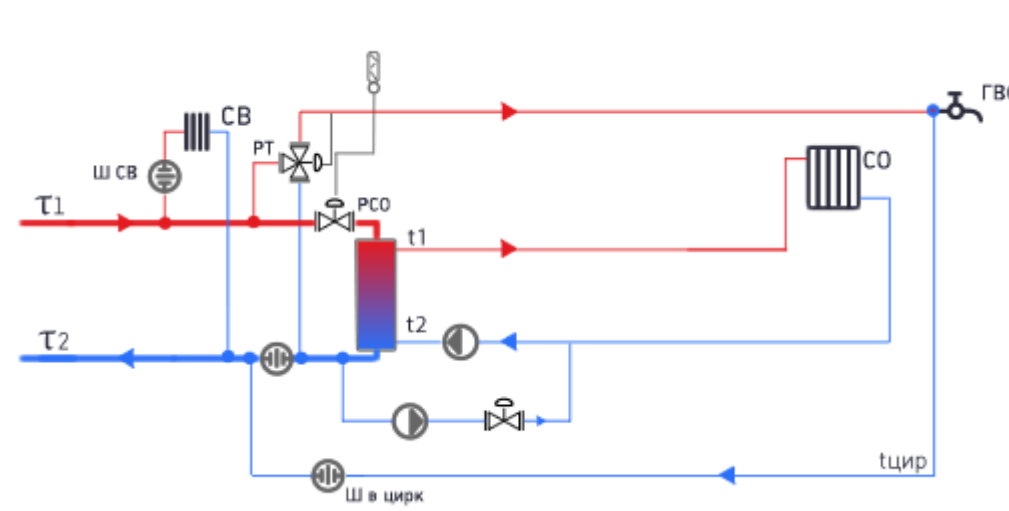 ГВС
СВ
РТ
СО
Ш СВ
τ1
РСО
t1
t2
τ2
tцир
Ш в цирк